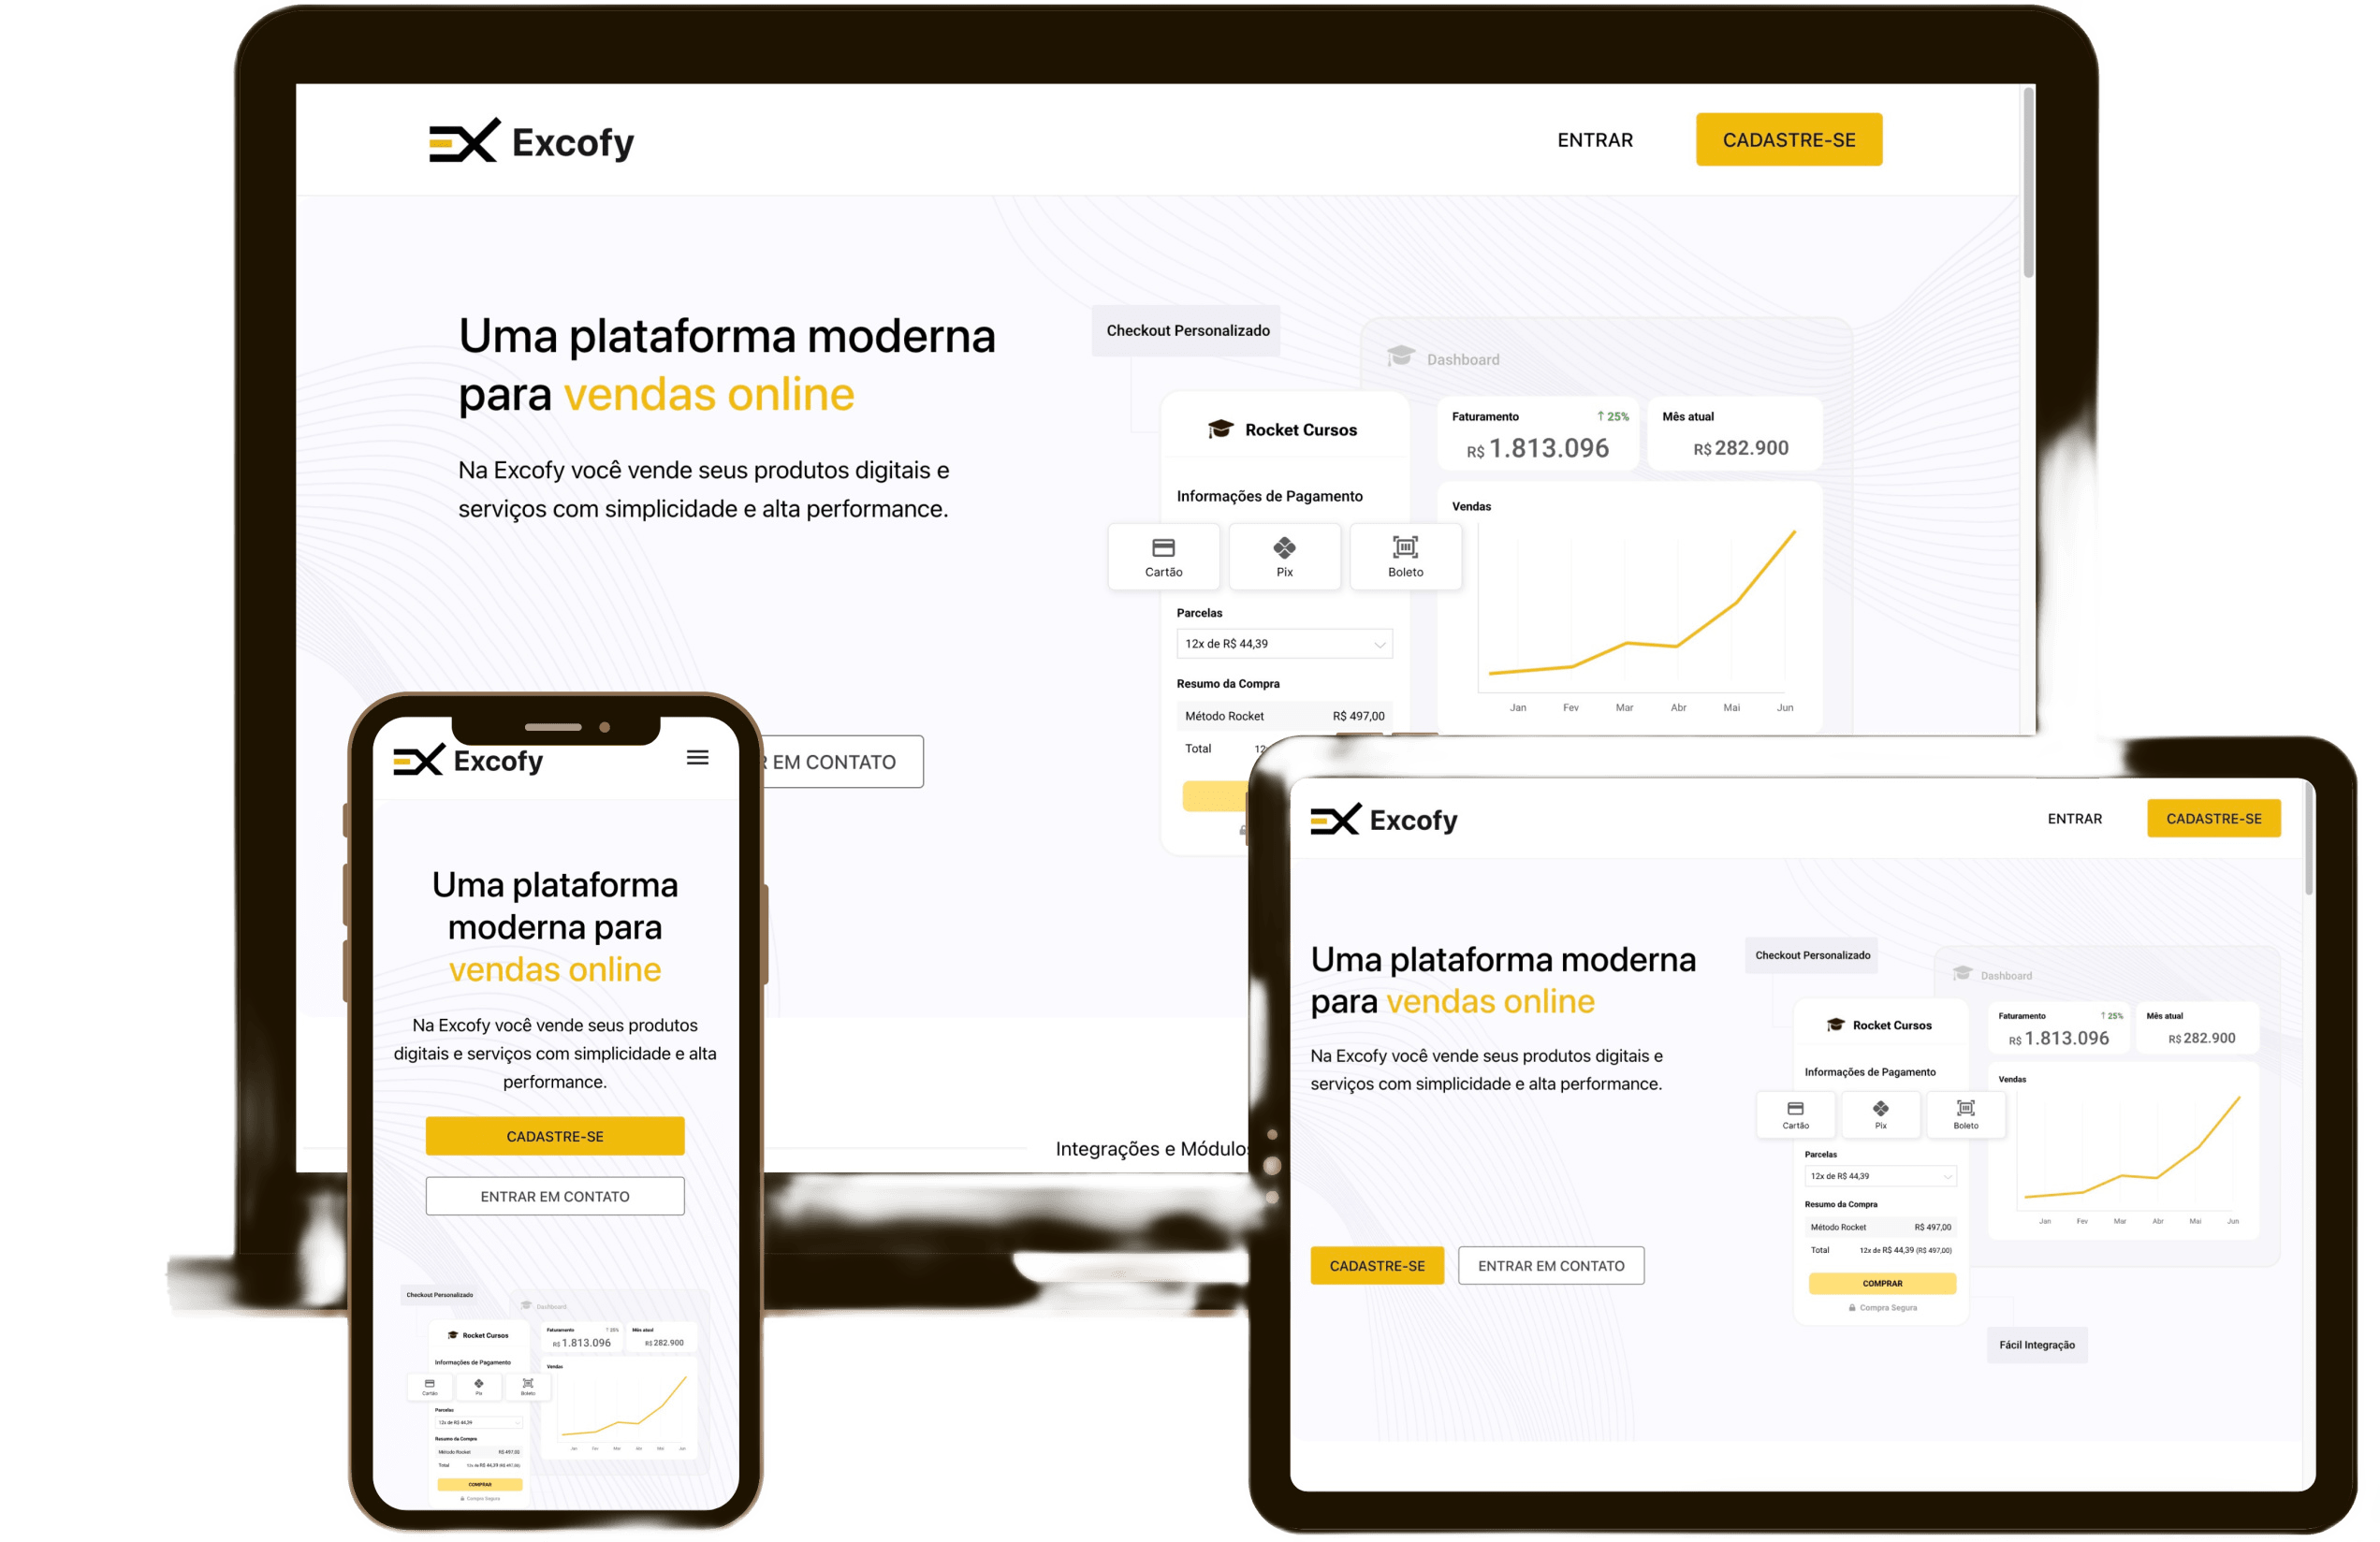 Excofy
ENTRAR
CADASTRE-SE
Uma plataforma moderna
para vendas online
Na Excofy você vende seus produtos digitais e
serviços com simplicidade e alta performance.
EM CONTATO
Checkout Personalizado
Dashboard
Rocket Cursos
Informações de Pagamento
Cartão
Pix
Boleto
Parcelas
12x de R$ 44,39
Resumo da Compra
Método Rocket R$ 497,00
Total 12
Faturamento ↑ 25%
R$ 1.813.096
Mês atual
R$ 282.900
Vendas
Jan Fev Mar Abr Mai Jun
Integrações e Módulos
Excofy
Uma plataforma
moderna para
vendas online
Na Excofy você vende seus produtos
digitais e serviços com simplicidade e alta
performance.
CADASTRE-SE
ENTRAR EM CONTATO
Checkout Personalizado
Dashboard
Rocket Cursos
Informações de Pagamento
Cartão
Pix
Boleto
Parcelas
12x de R$ 44,39
Resumo da Compra
Método Rocket R$ 497,00
Total 12x de R$ 44,39 (R$ 497,00)
COMPRAR
Compra Segura
Faturamento ↑ 25%
R$ 1.813.096
Mês atual
R$ 282.900
Vendas
Jan Fev Mar Abr Mai Jun
Excofy
ENTRAR
CADASTRE-SE
Uma plataforma moderna
para vendas online
Na Excofy você vende seus produtos digitais e
serviços com simplicidade e alta performance.
CADASTRE-SE
ENTRAR EM CONTATO
Checkout Personalizado
Dashboard
Rocket Cursos
Informações de Pagamento
Cartão
Pix
Boleto
Parcelas
12x de R$ 44,39
Resumo da Compra
Método Rocket R$ 497,00
Total 12x de R$ 44,39 (R$ 497,00)
COMPRAR
Compra Segura
Faturamento ↑ 25%
R$ 1.813.096
Mês atual
R$ 282.900
Vendas
Jan Fev Mar Abr Mai Jun
Fácil Integração